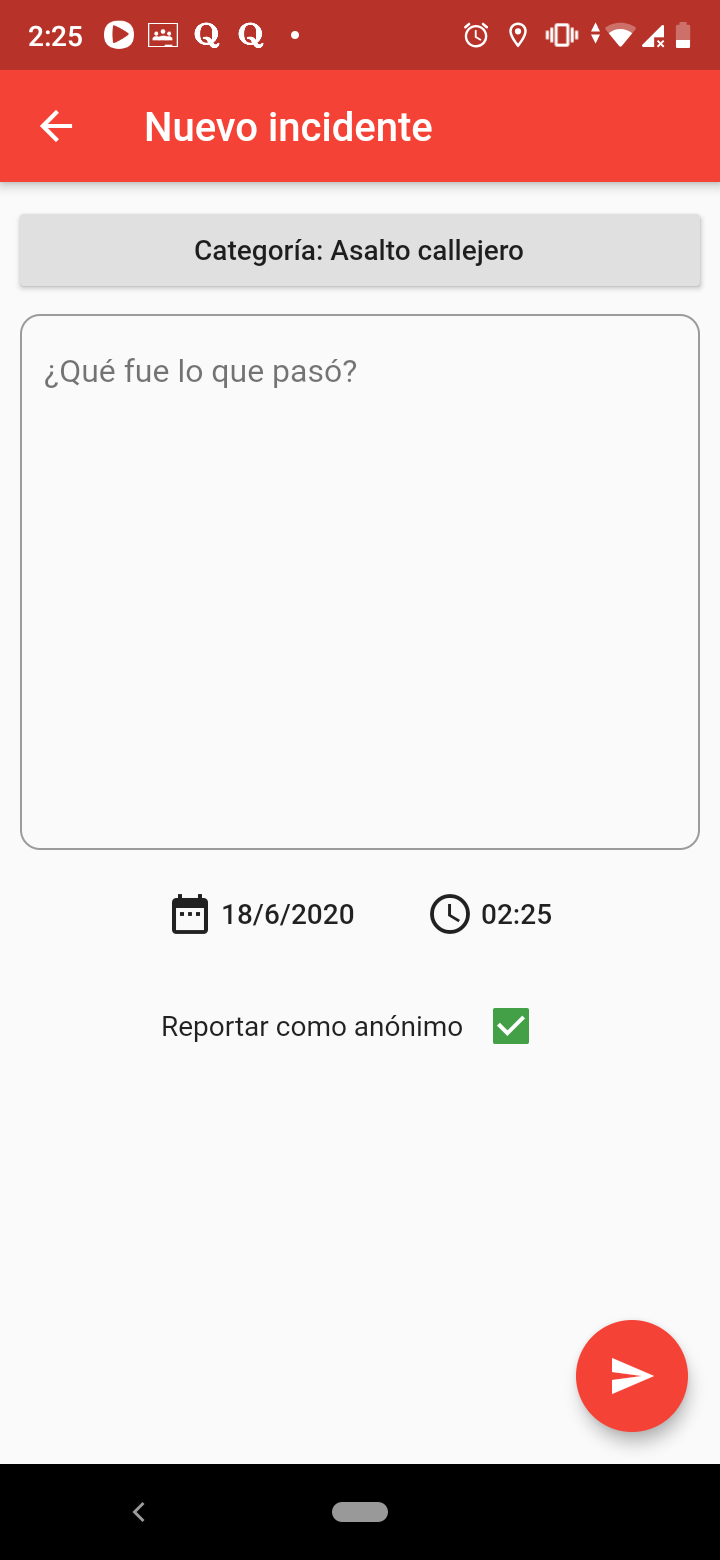 2:25
Nuevo incidente
Categoría: Asalto callejero
¿Qué fue lo que pasó?
18/6/2020 02:25
Reportar como anónimo